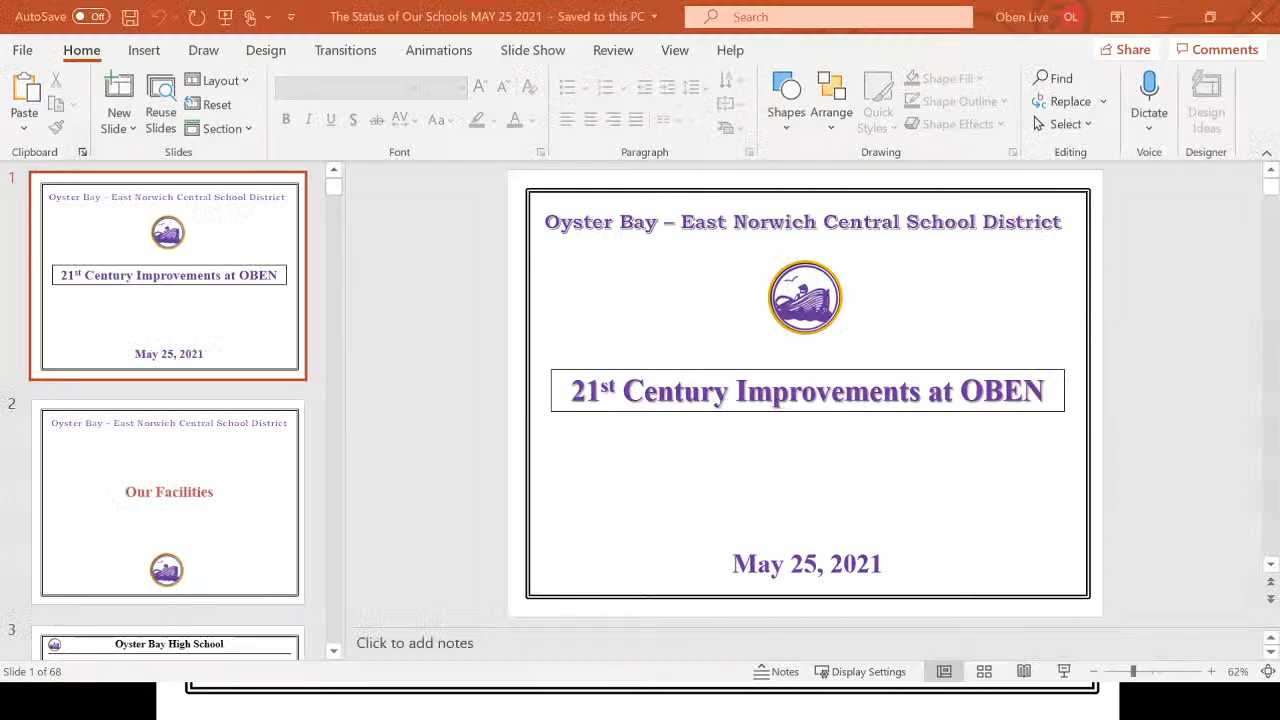 AutoSave Off The Status of Our Schools MAY 25 2021 - Saved to this PC Search Oben Live OL
File Home Insert Draw Design Transitions Animations Slide Show Review View Help Share Comments
Paste
Clipboard
New Slide
Reuse Slides
Layout
Reset
Section
Slides
B I U S ab AV Aa A
Font
Paragraph
Shapes
Arrange
Quick Styles
Shape Fill
Shape Outline
Shape Effects
Drawing
Find
Replace
Select
Editing
Dictate
Voice
Design Ideas
Designer
1
Oyster Bay – East Norwich Central School District
21st Century Improvements at OBEN
May 25, 2021
2
Oyster Bay – East Norwich Central School District
Our Facilities
3
Oyster Bay High School
Oyster Bay – East Norwich Central School District
21st Century Improvements at OBEN
May 25, 2021
Click to add notes
Slide 1 of 68 Notes Display Settings 62%